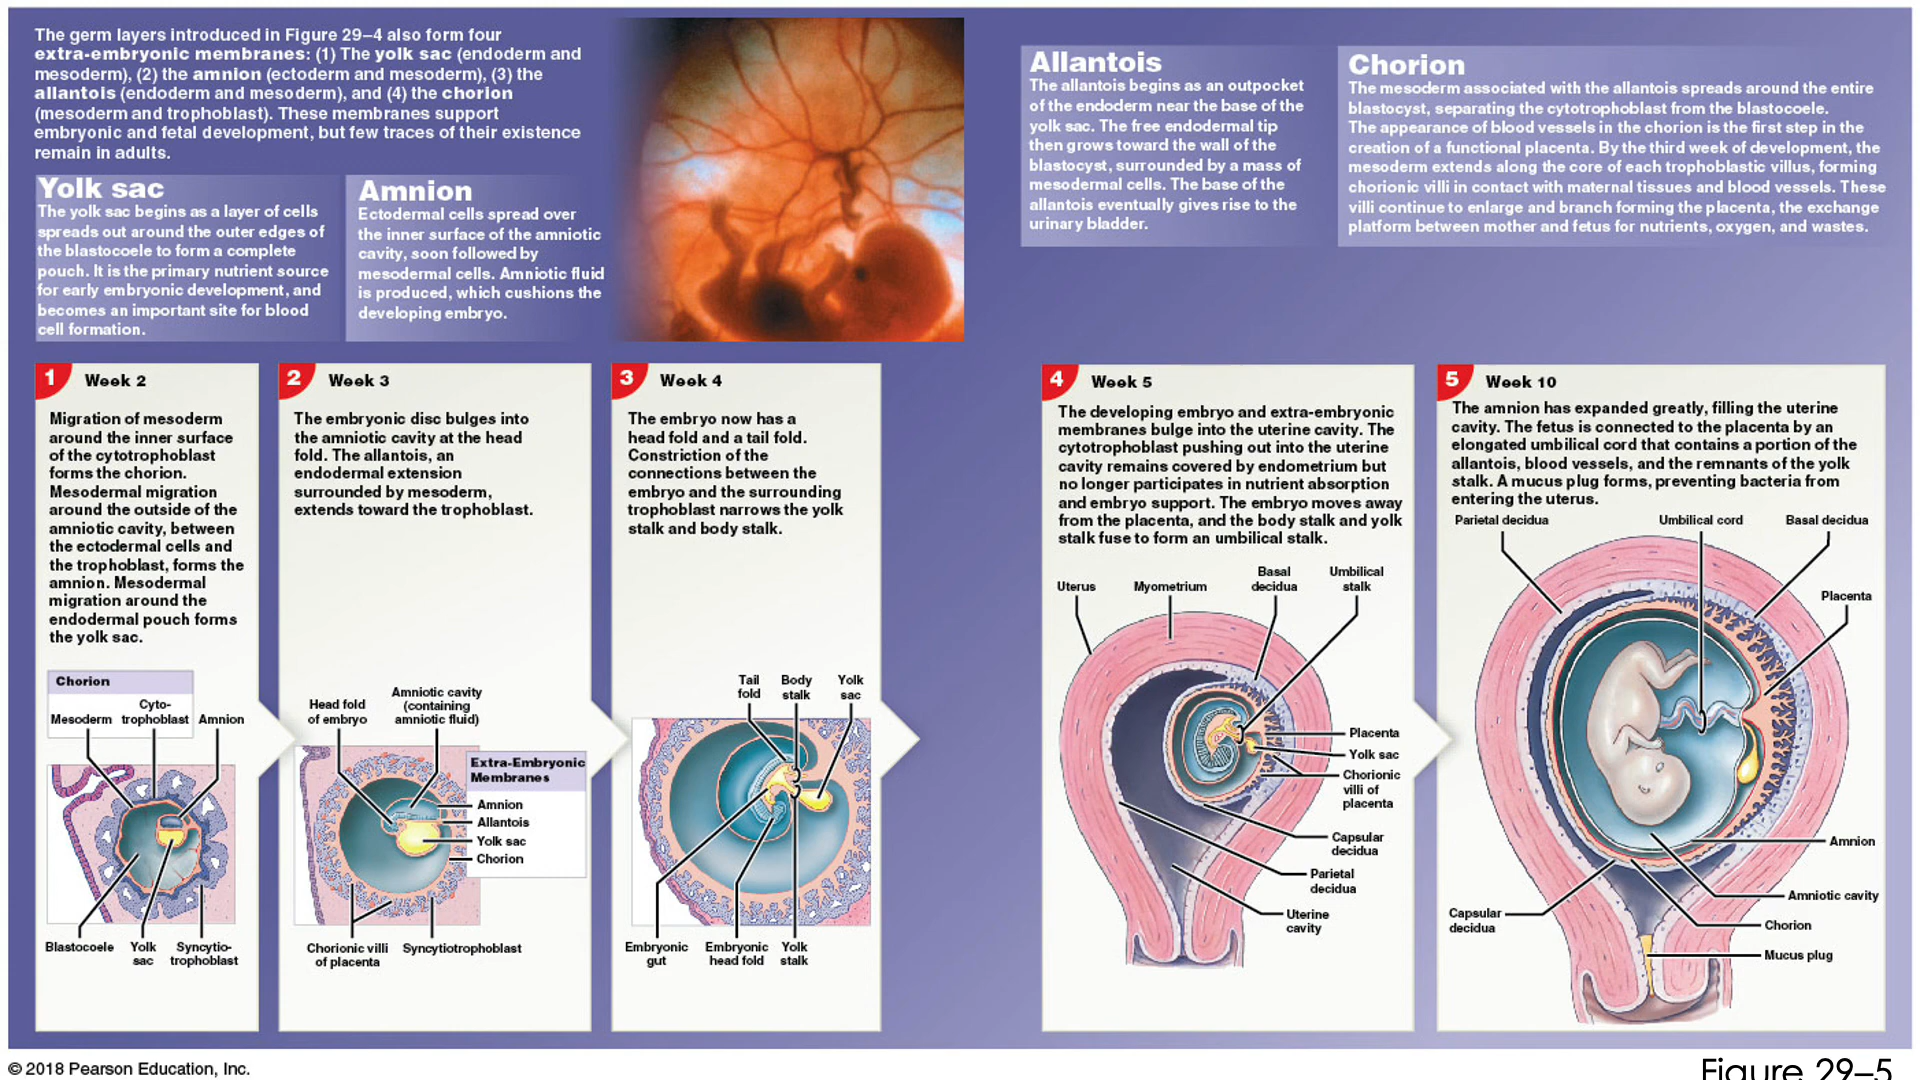 The germ layers introduced in Figure 29–4 also form four
extra-embryonic membranes: (1) The yolk sac (endoderm and
mesoderm), (2) the amnion (ectoderm and mesoderm), (3) the
allantois (endoderm and mesoderm), and (4) the chorion
(mesoderm and trophoblast). These membranes support
embryonic and fetal development, but few traces of their existence
remain in adults.
Yolk sac
The yolk sac begins as a layer of cells
spreads out around the outer edges of
the blastocoele to form a complete
pouch. It is the primary nutrient source
for early embryonic development, and
becomes an important site for blood
cell formation.
Amnion
Ectodermal cells spread over
the inner surface of the amniotic
cavity, soon followed by
mesodermal cells. Amniotic fluid
is produced, which cushions the
developing embryo.
Allantois
The allantois begins as an outpocket
of the endoderm near the base of the
yolk sac. The free endodermal tip
then grows toward the wall of the
blastocyst, surrounded by a mass of
mesodermal cells. The base of the
allantois eventually gives rise to the
urinary bladder.
Chorion
The mesoderm associated with the allantois spreads around the entire
blastocyst, separating the cytotrophoblast from the blastocoele.
The appearance of blood vessels in the chorion is the first step in the
creation of a functional placenta. By the third week of development, the
mesoderm extends along the core of each trophoblastic villus, forming
chorionic villi in contact with maternal tissues and blood vessels. These
villi continue to enlarge and branch forming the placenta, the exchange
platform between mother and fetus for nutrients, oxygen, and wastes.
1 Week 2
Migration of mesoderm
around the inner surface
of the cytotrophoblast
forms the chorion.
Mesodermal migration
around the outside of the
amniotic cavity, between
the ectodermal cells and
the trophoblast, forms the
amnion. Mesodermal
migration around the
endodermal pouch forms
the yolk sac.
Chorion
Mesoderm
Cyto-
trophoblast
Amnion
Blastocoele
Yolk
sac
Syncytio-
trophoblast
2 Week 3
The embryonic disc bulges into
the amniotic cavity at the head
fold. The allantois, an
endodermal extension
surrounded by mesoderm,
extends toward the trophoblast.
Head fold
of embryo
Amniotic cavity
(containing
amniotic fluid)
Extra-Embryonic
Membranes
Amnion
Allantois
Yolk sac
Chorion
Chorionic villi
of placenta
Syncytiotrophoblast
3 Week 4
The embryo now has a
head fold and a tail fold.
Constriction of the
connections between the
embryo and the surrounding
trophoblast narrows the yolk
stalk and body stalk.
Tail
fold
Body
stalk
Yolk
sac
Embryonic
gut
Embryonic
head fold
Yolk
stalk
4 Week 5
The developing embryo and extra-embryonic
membranes bulge into the uterine cavity. The
cytotrophoblast pushing out into the uterine
cavity remains covered by endometrium but
no longer participates in nutrient absorption
and embryo support. The embryo moves away
from the placenta, and the body stalk and yolk
stalk fuse to form an umbilical stalk.
Uterus
Myometrium
Basal
decidua
Umbilical
stalk
Placenta
Yolk sac
Chorionic
villi of
placenta
Capsular
decidua
Parietal
decidua
Uterine
cavity
5 Week 10
The amnion has expanded greatly, filling the uterine
cavity. The fetus is connected to the placenta by an
elongated umbilical cord that contains a portion of the
allantois, blood vessels, and the remnants of the yolk
stalk. A mucus plug forms, preventing bacteria from
entering the uterus.
Parietal decidua
Umbilical cord
Basal decidua
Placenta
Amnion
Amniotic cavity
Capsular
decidua
Chorion
Mucus plug
© 2018 Pearson Education, Inc.
Figure 29–5